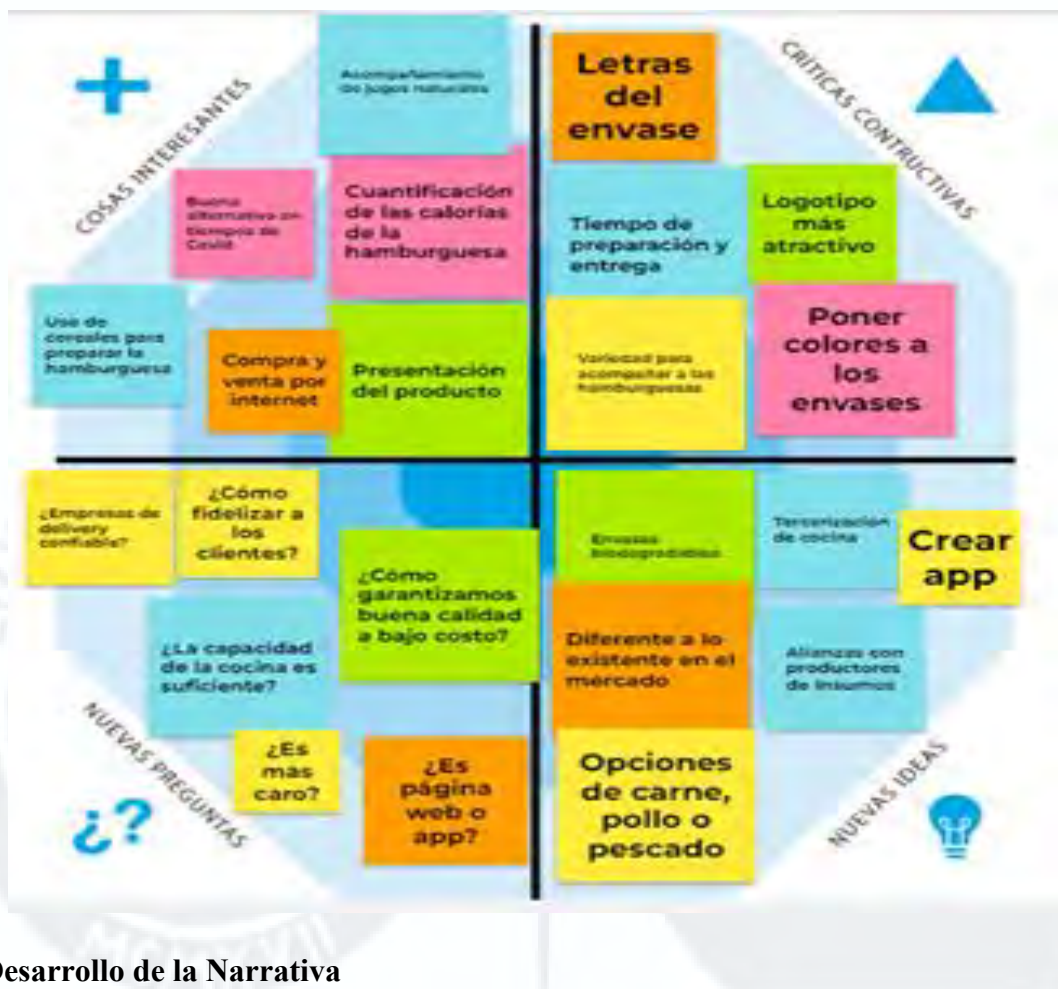 COSAS INTERESANTES
Acompañamiento
de jugos naturales
Buena
alternativa en
tiempos de
Covid
Cuantificación
de las calorías
de la
hamburguesa
Uso de
cereales para
preparar la
hamburguesa
Compra y
venta por
internet
Presentación
del producto
CRÍTICAS CONTRUCTIVAS
Letras
del
envase
Tiempo de
preparación y
entrega
Logotipo
más
atractivo
Variedad para
acompañar a las
hamburguesas
Poner
colores a
los
envases
¿Empresas de
delivery
confiable?
¿Cómo
fidelizar a
los
clientes?
¿Cómo
garantizamos
buena calidad
a bajo costo?
¿La capacidad
de la cocina es
suficiente?
¿Es
mas
caro?
¿Es
página
web o
app?
NUEVAS PREGUNTAS
¿?
Envases
biodegradables
Tercerización
de cocina
Crear
app
Diferente a lo
existente en el
mercado
Alianzas con
productores
de insumos
Opciones
de carne,
pollo o
pescado
NUEVAS IDEAS
MCMXVII
Desarrollo de la Narrativa